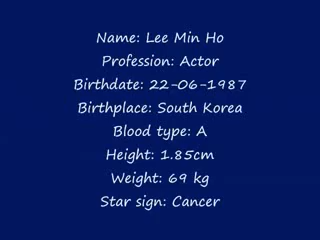 Name: Lee Min Ho
Profession: Actor
Birthdate: 22-06-1987
Birthplace: South Korea
Blood type: A
Height: 1.85cm
Weight: 69 kg
Star sign: Cancer